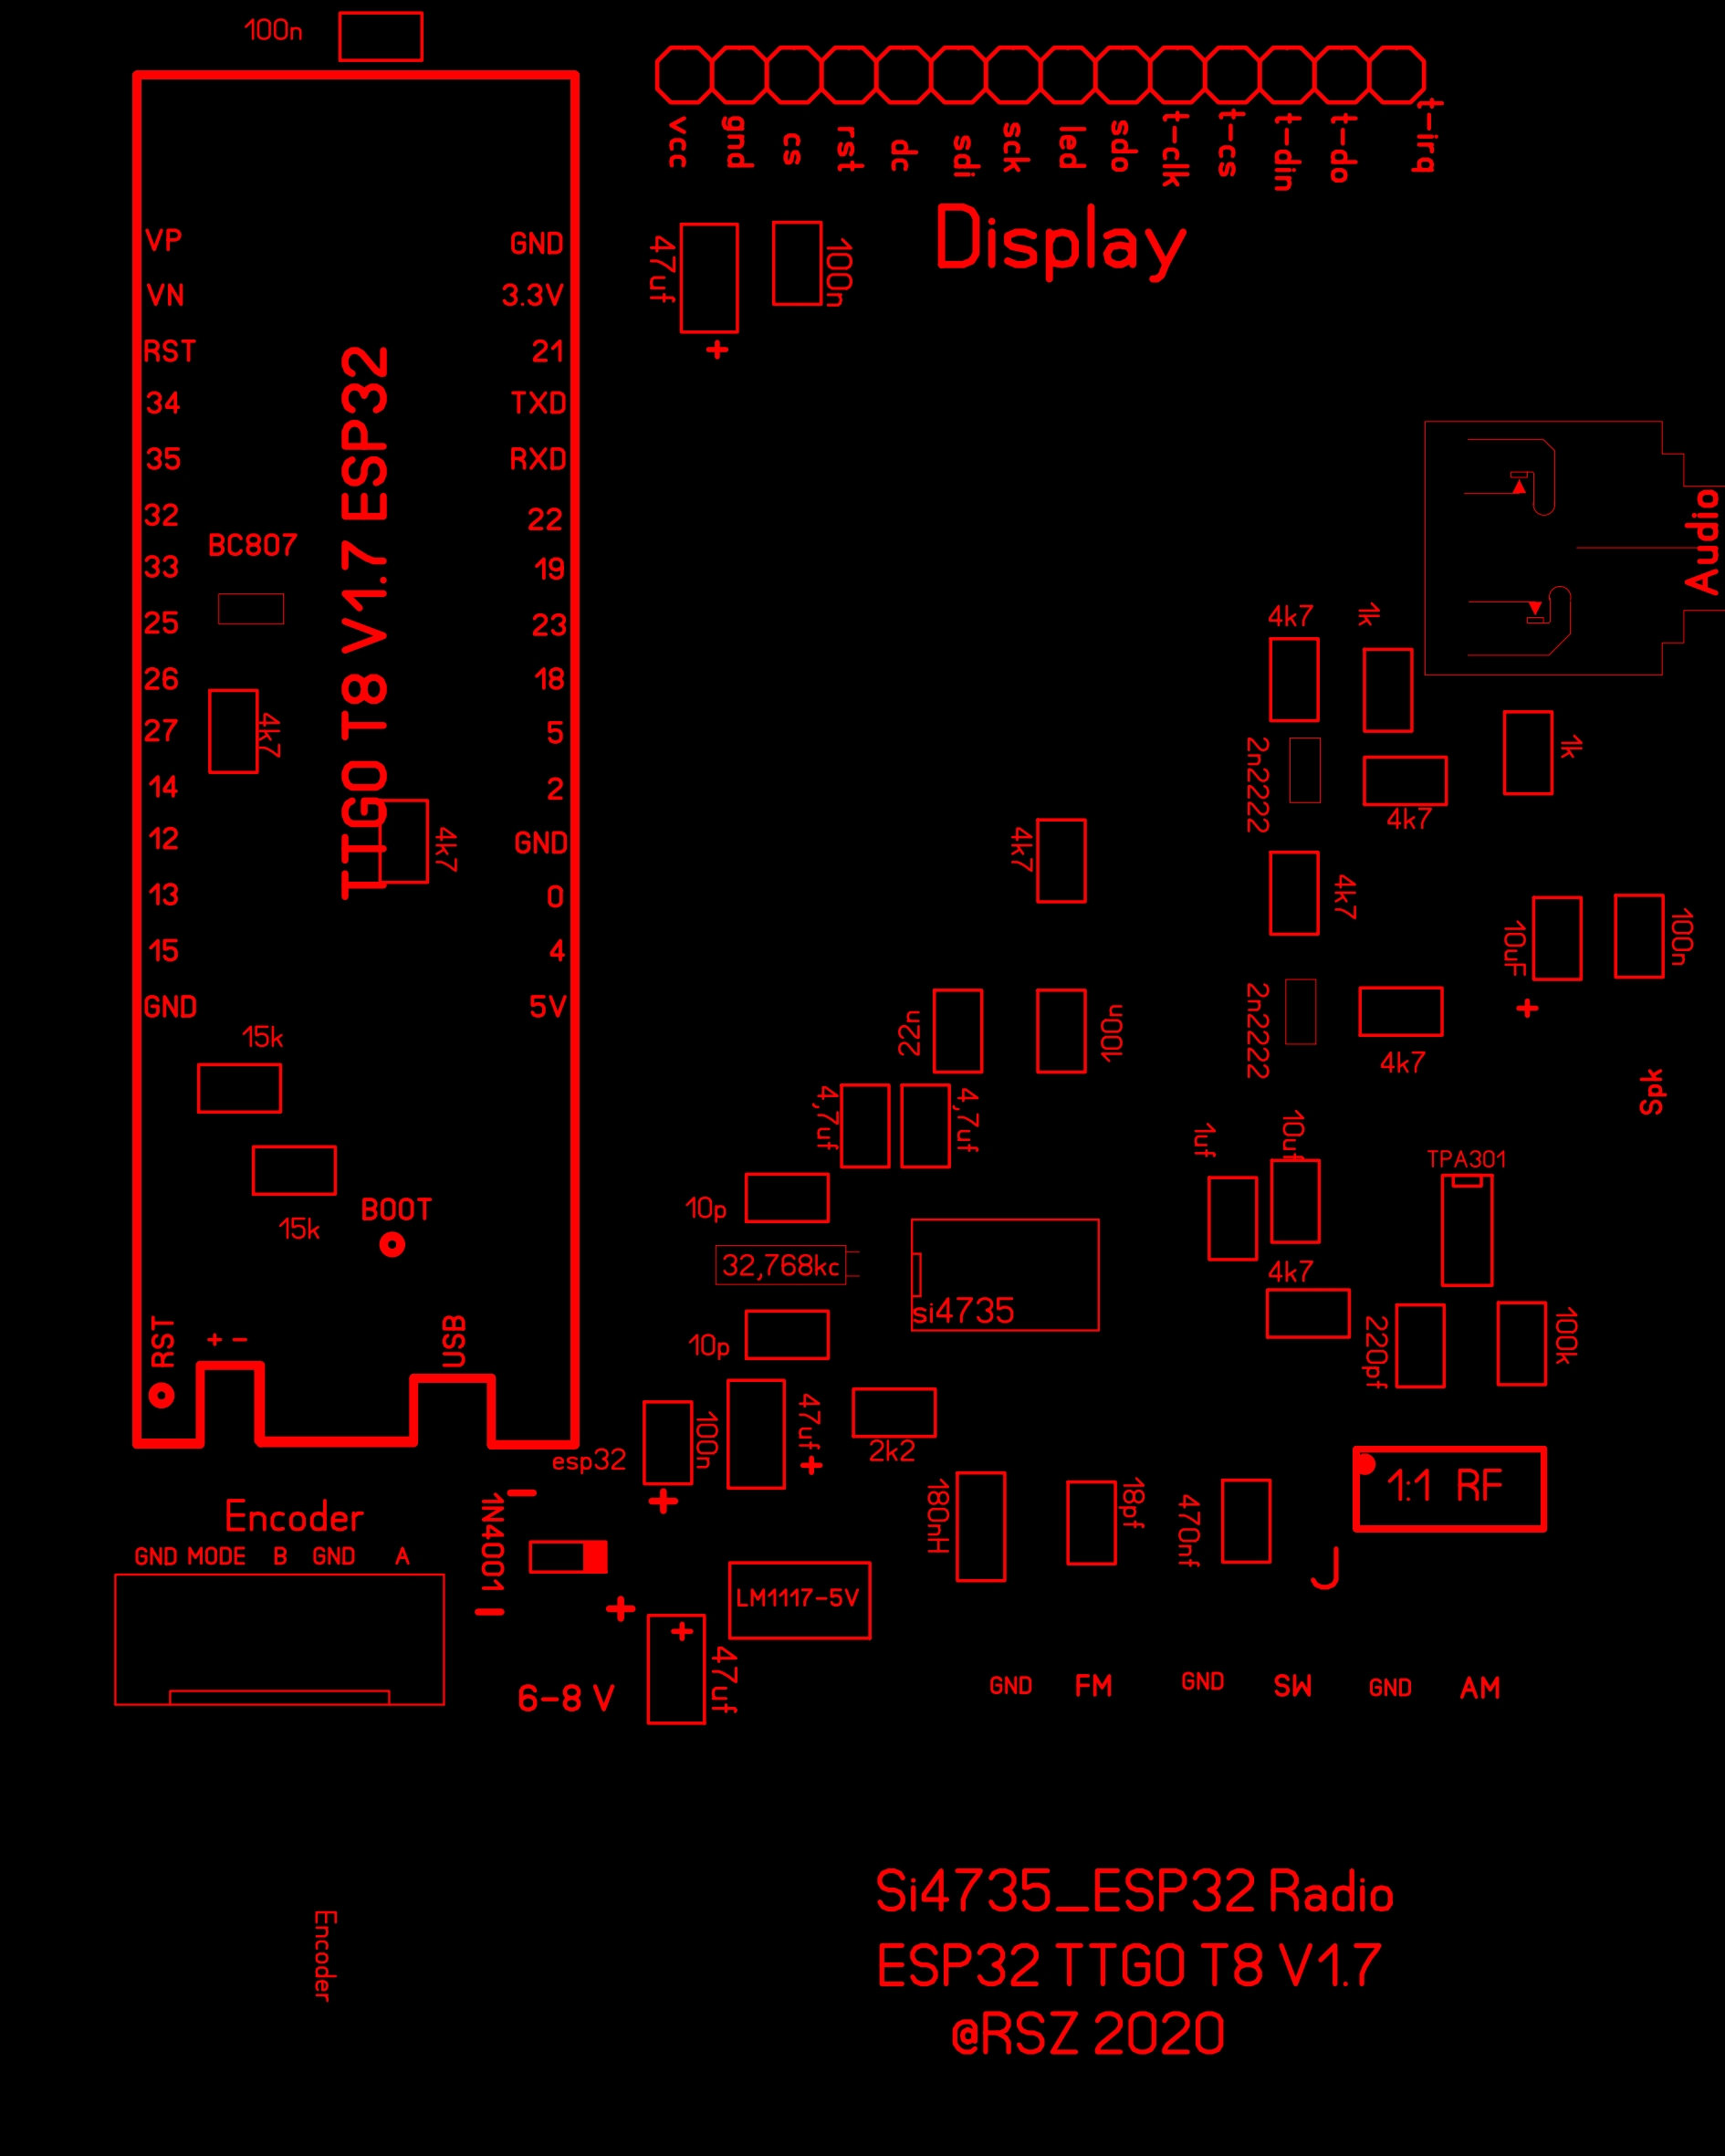 100n
vcc
gnd
cs
rst
dc
sdi
sck
led
sdo
t-clk
t-cs
t-din
t-do
t-irq
Display
47uf
100n
+
VP
GND
VN
3.3V
RST
21
34
TXD
35
RXD
32
22
BC807
33
19
25
23
26
18
27
5
14
2
12
GND
13
0
15
4
GND
5V
TTGO T8 V1.7 ESP32
4k7
4k7
Audio
4k7
1k
1k
2n2222
4k7
4k7
4k7
10uF
100n
+
2n2222
4k7
22n
100n
Spk
15k
15k
BOOT
4,7uf
4,7uf
1uf
10uf
TPA301
10p
32,768kc
si4735
4k7
10p
220pf
100k
RST
+ -
USB
100n
47uf
+
2k2
esp32
+
-
1N4001
-
+
Encoder
GND MODE B GND A
180nH
18pf
470nf
1:1 RF
J
LM1117-5V
+
47uf
6-8 V
GND FM GND SW GND AM
Si4735_ESP32 Radio
ESP32 TTGO T8 V1.7
@RSZ 2020
Encoder